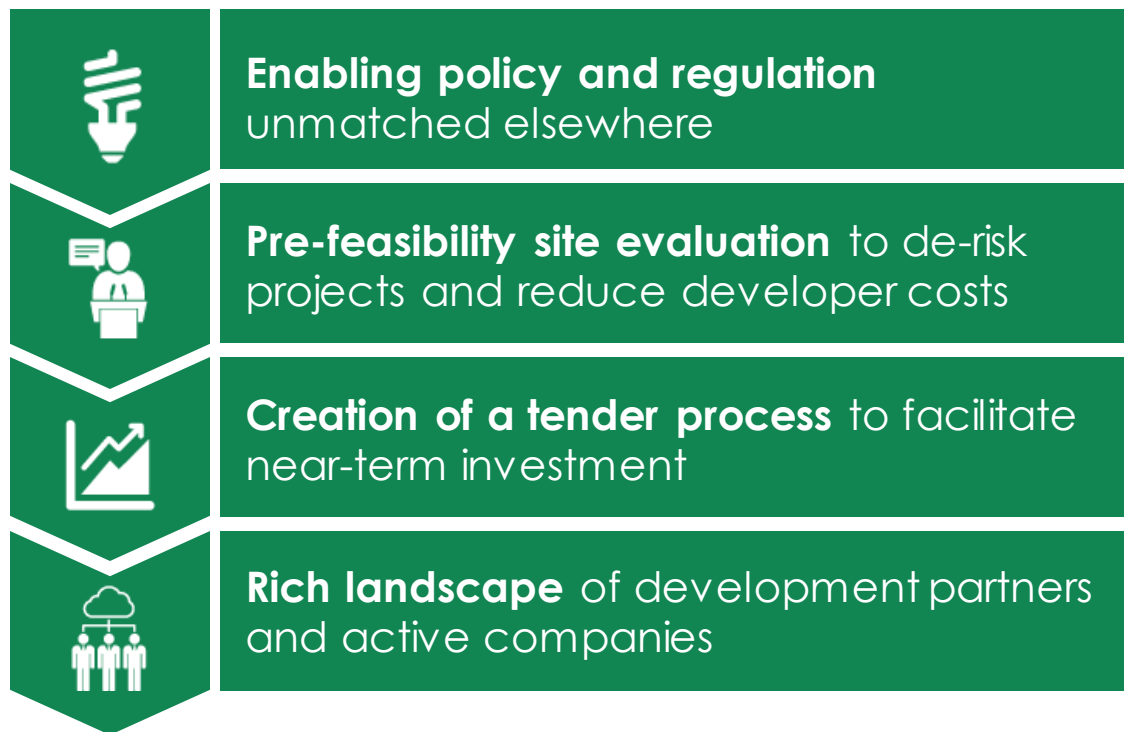 Enabling policy and regulation
unmatched elsewhere
Pre-feasibility site evaluation to de-risk
projects and reduce developer costs
Creation of a tender process to facilitate
near-term investment
Rich landscape of development partners
and active companies